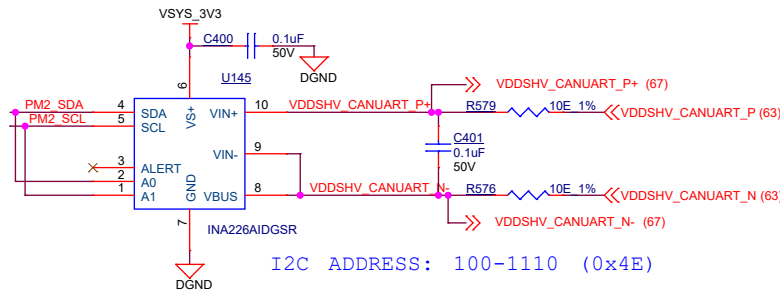 VSYS_3V3
C400
0.1uF
50V
DGND
U145
VDDSHV_CANUART_P+ (67)
6
VS+
PM2_SDA
4
SDA
VIN+
10
VDDSHV_CANUART_P+
R579
10E_1%
VDDSHV_CANUART_P (63)
PM2_SCL
5
SCL
C401
0.1uF
50V
VIN-
9
3
ALERT
2
A0
1
A1
GND
VBUS
8
VDDSHV_CANUART_N-
R576
10E_1%
VDDSHV_CANUART_N (63)
7
INA226AIDGSR
VDDSHV_CANUART_N- (67)
I2C ADDRESS: 100-1110 (0x4E)
DGND